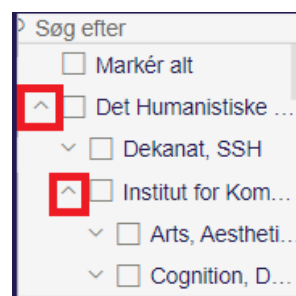 Søg efter
Markér alt
Det Humanistiske ...
Dekanat, SSH
Institut for Kom...
Arts, Aestheti...
Cognition, D...